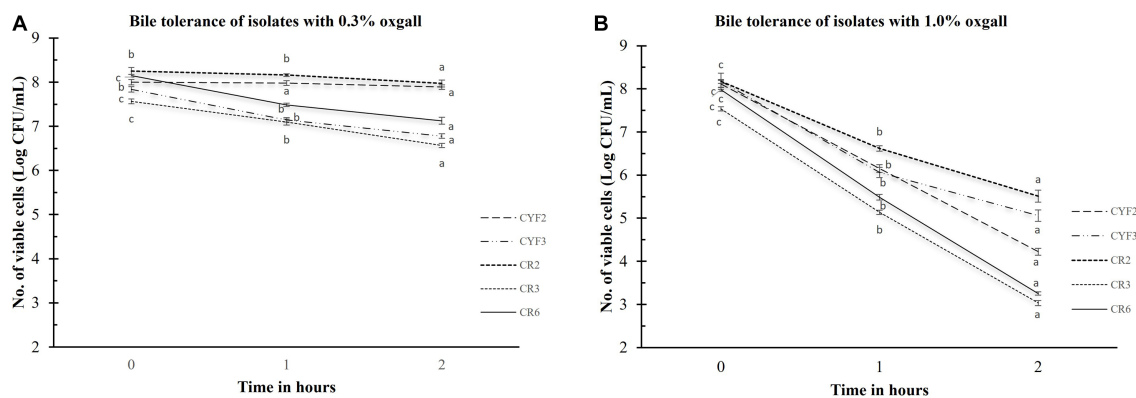 A
Bile tolerance of isolates with 0.3% oxgall
No. of viable cells (Log CFU/mL)
9
8
7
6
5
4
3
2
b
c
b
c
c
b
a
b
b
b
a
a
a
a
a
CYF2
CYF3
CR2
CR3
CR6
0
1
2
Time in hours
B
Bile tolerance of isolates with 1.0% oxgall
No. of viable cells (Log CFU/mL)
9
8
7
6
5
4
3
2
c
c
c
c
c
b
b
b
b
b
a
a
a
a
a
CYF2
CYF3
CR2
CR3
CR6
0
1
2
Time in hours